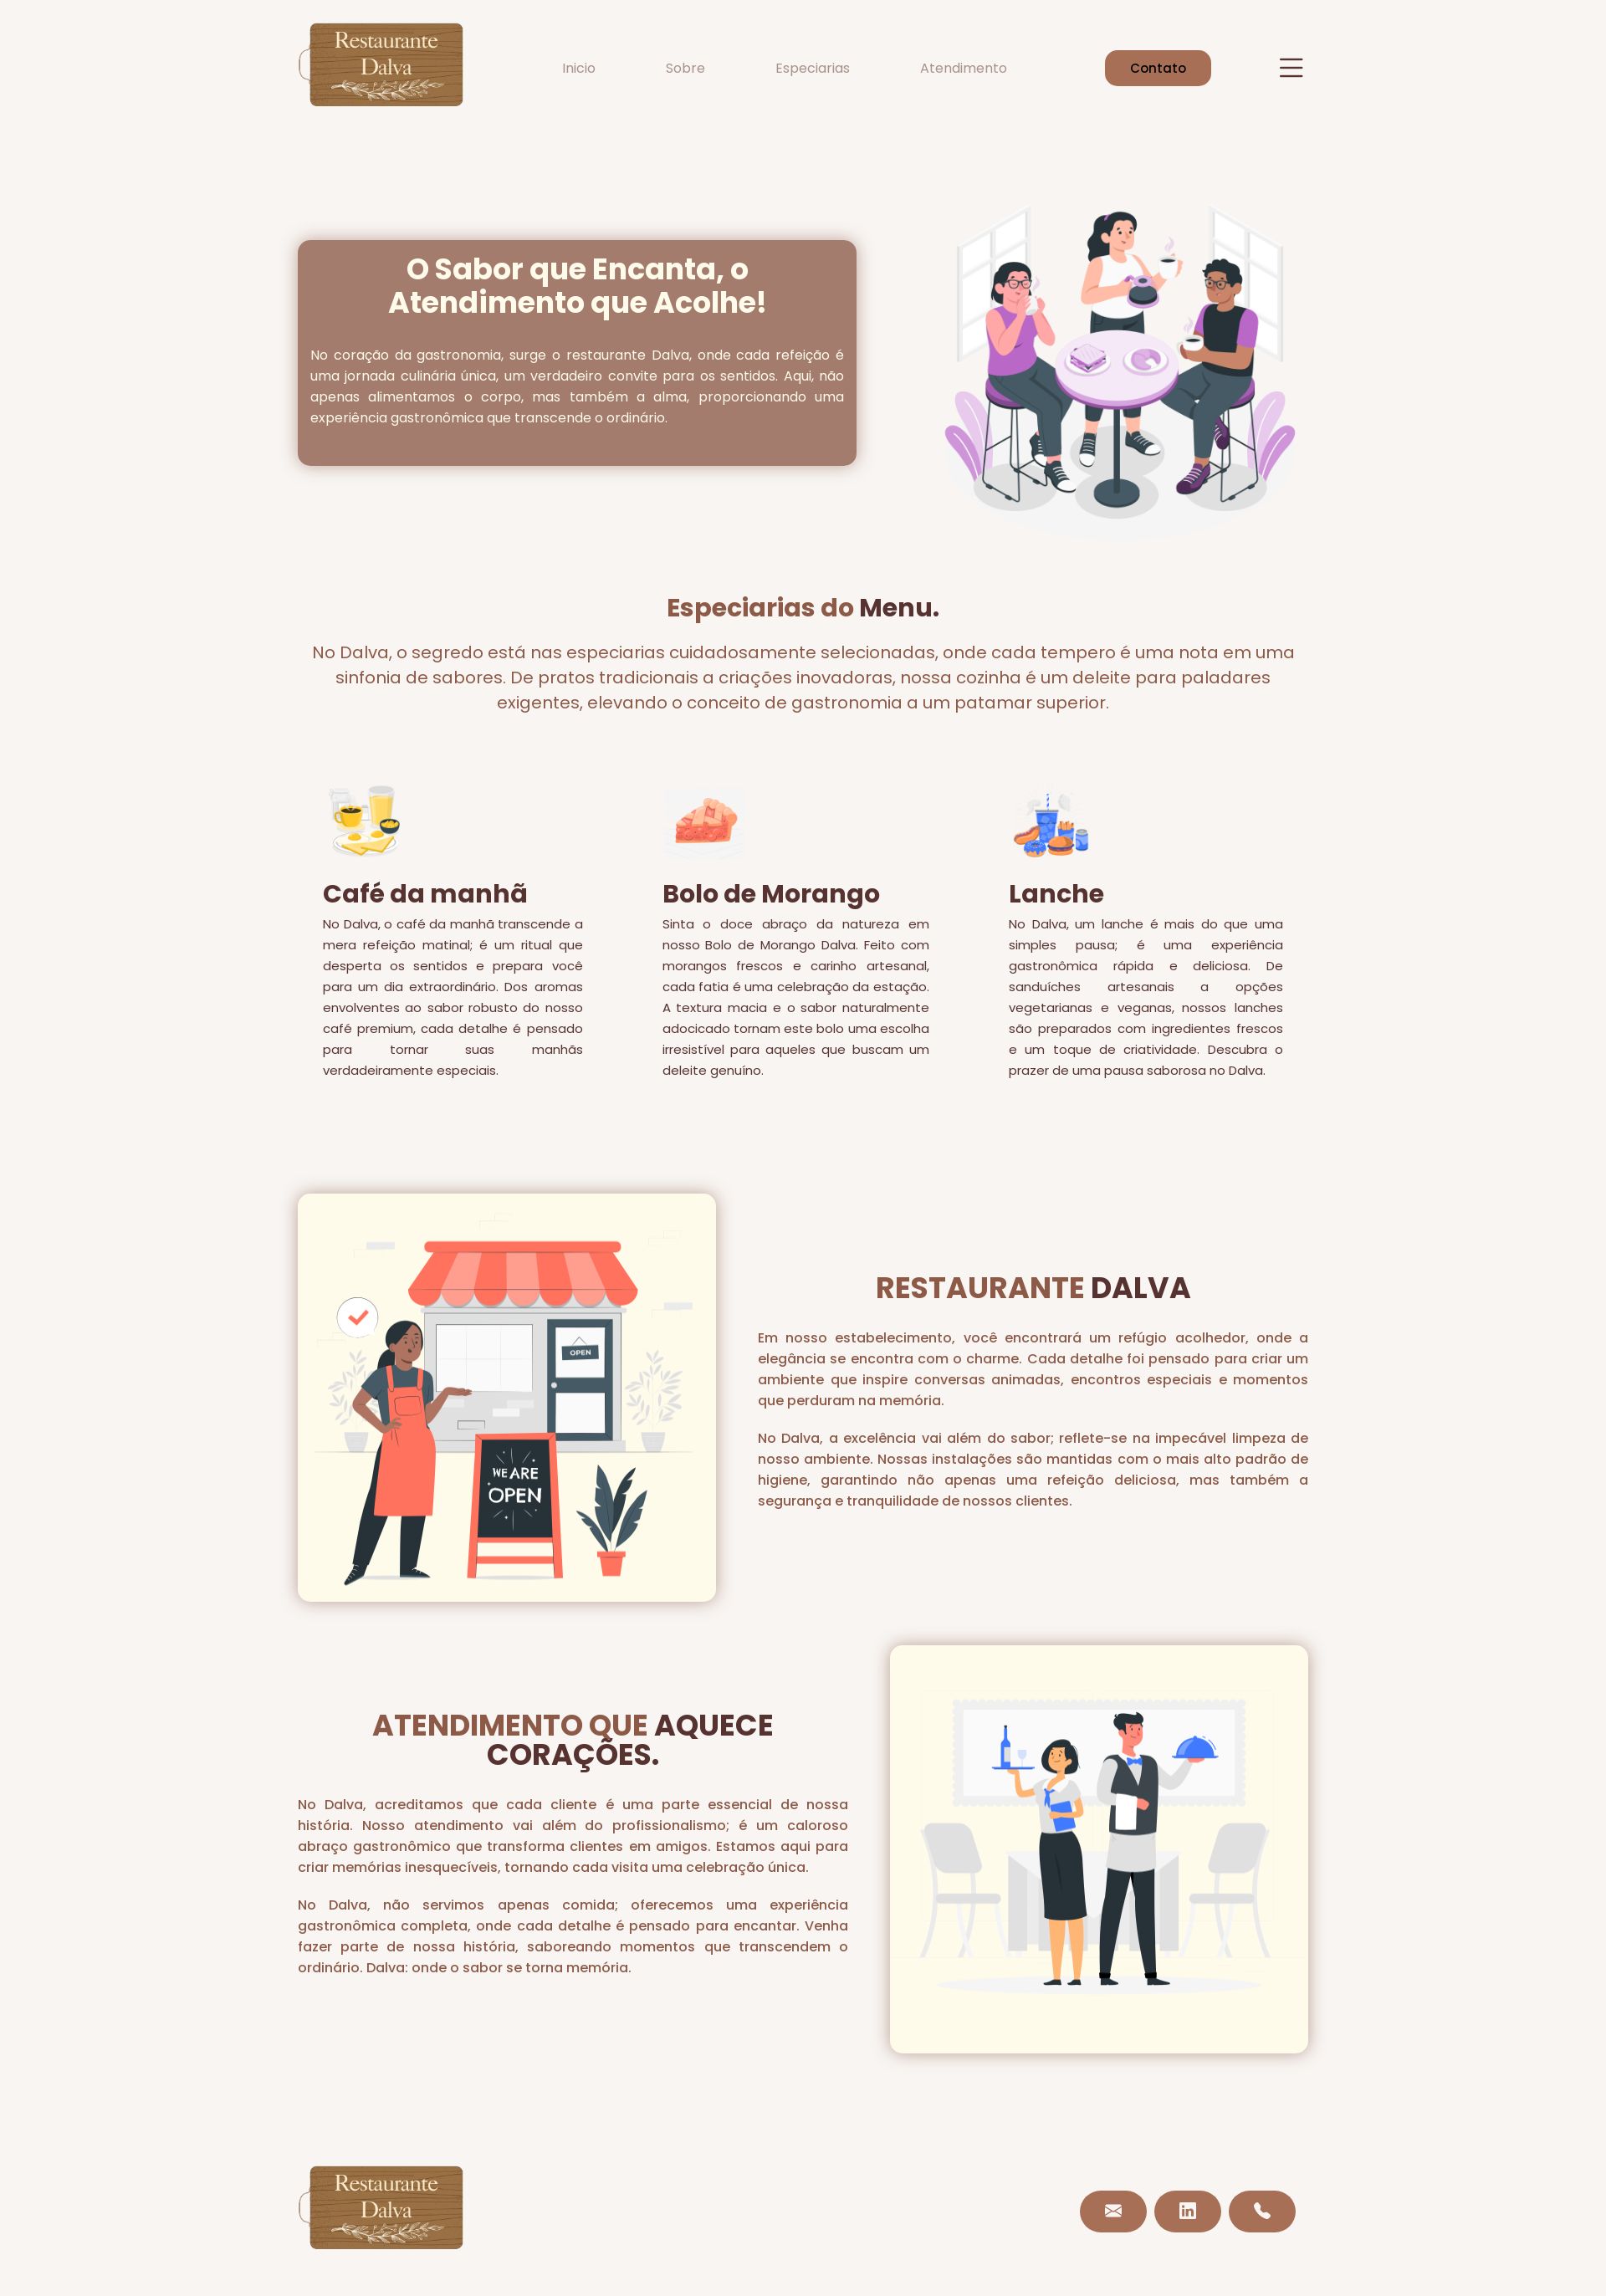 Restaurante
Dalva
Inicio
Sobre
Especiarias
Atendimento
Contato
O Sabor que Encanta, o
Atendimento que Acolhe!
No coração da gastronomia, surge o restaurante Dalva, onde cada refeição é
uma jornada culinária única, um verdadeiro convite para os sentidos. Aqui, não
apenas alimentamos o corpo, mas também a alma, proporcionando uma
experiência gastronômica que transcende o ordinário.
Especiarias do Menu.
No Dalva, o segredo está nas especiarias cuidadosamente selecionadas, onde cada tempero é uma nota em uma
sinfonia de sabores. De pratos tradicionais a criações inovadoras, nossa cozinha é um deleite para paladares
exigentes, elevando o conceito de gastronomia a um patamar superior.
Café da manhã
No Dalva, o café da manhã transcende a
mera refeição matinal; é um ritual que
desperta os sentidos e prepara você
para um dia extraordinário. Dos aromas
envolventes ao sabor robusto do nosso
café premium, cada detalhe é pensado
para tornar suas manhãs
verdadeiramente especiais.
Bolo de Morango
Sinta o doce abraço da natureza em
nosso Bolo de Morango Dalva. Feito com
morangos frescos e carinho artesanal,
cada fatia é uma celebração da estação.
A textura macia e o sabor naturalmente
adocicado tornam este bolo uma escolha
irresistível para aqueles que buscam um
deleite genuíno.
Lanche
No Dalva, um lanche é mais do que uma
simples pausa; é uma experiência
gastronômica rápida e deliciosa. De
sanduíches artesanais a opções
vegetarianas e veganas, nossos lanches
são preparados com ingredientes frescos
e um toque de criatividade. Descubra o
prazer de uma pausa saborosa no Dalva.
OPEN
WE ARE
OPEN
RESTAURANTE DALVA
Em nosso estabelecimento, você encontrará um refúgio acolhedor, onde a
elegância se encontra com o charme. Cada detalhe foi pensado para criar um
ambiente que inspire conversas animadas, encontros especiais e momentos
que perduram na memória.
No Dalva, a excelência vai além do sabor; reflete-se na impecável limpeza de
nosso ambiente. Nossas instalações são mantidas com o mais alto padrão de
higiene, garantindo não apenas uma refeição deliciosa, mas também a
segurança e tranquilidade de nossos clientes.
ATENDIMENTO QUE AQUECE
CORAÇÕES.
No Dalva, acreditamos que cada cliente é uma parte essencial de nossa
história. Nosso atendimento vai além do profissionalismo; é um caloroso
abraço gastronômico que transforma clientes em amigos. Estamos aqui para
criar memórias inesquecíveis, tornando cada visita uma celebração única.
No Dalva, não servimos apenas comida; oferecemos uma experiência
gastronômica completa, onde cada detalhe é pensado para encantar. Venha
fazer parte de nossa história, saboreando momentos que transcendem o
ordinário. Dalva: onde o sabor se torna memória.
Restaurante
Dalva